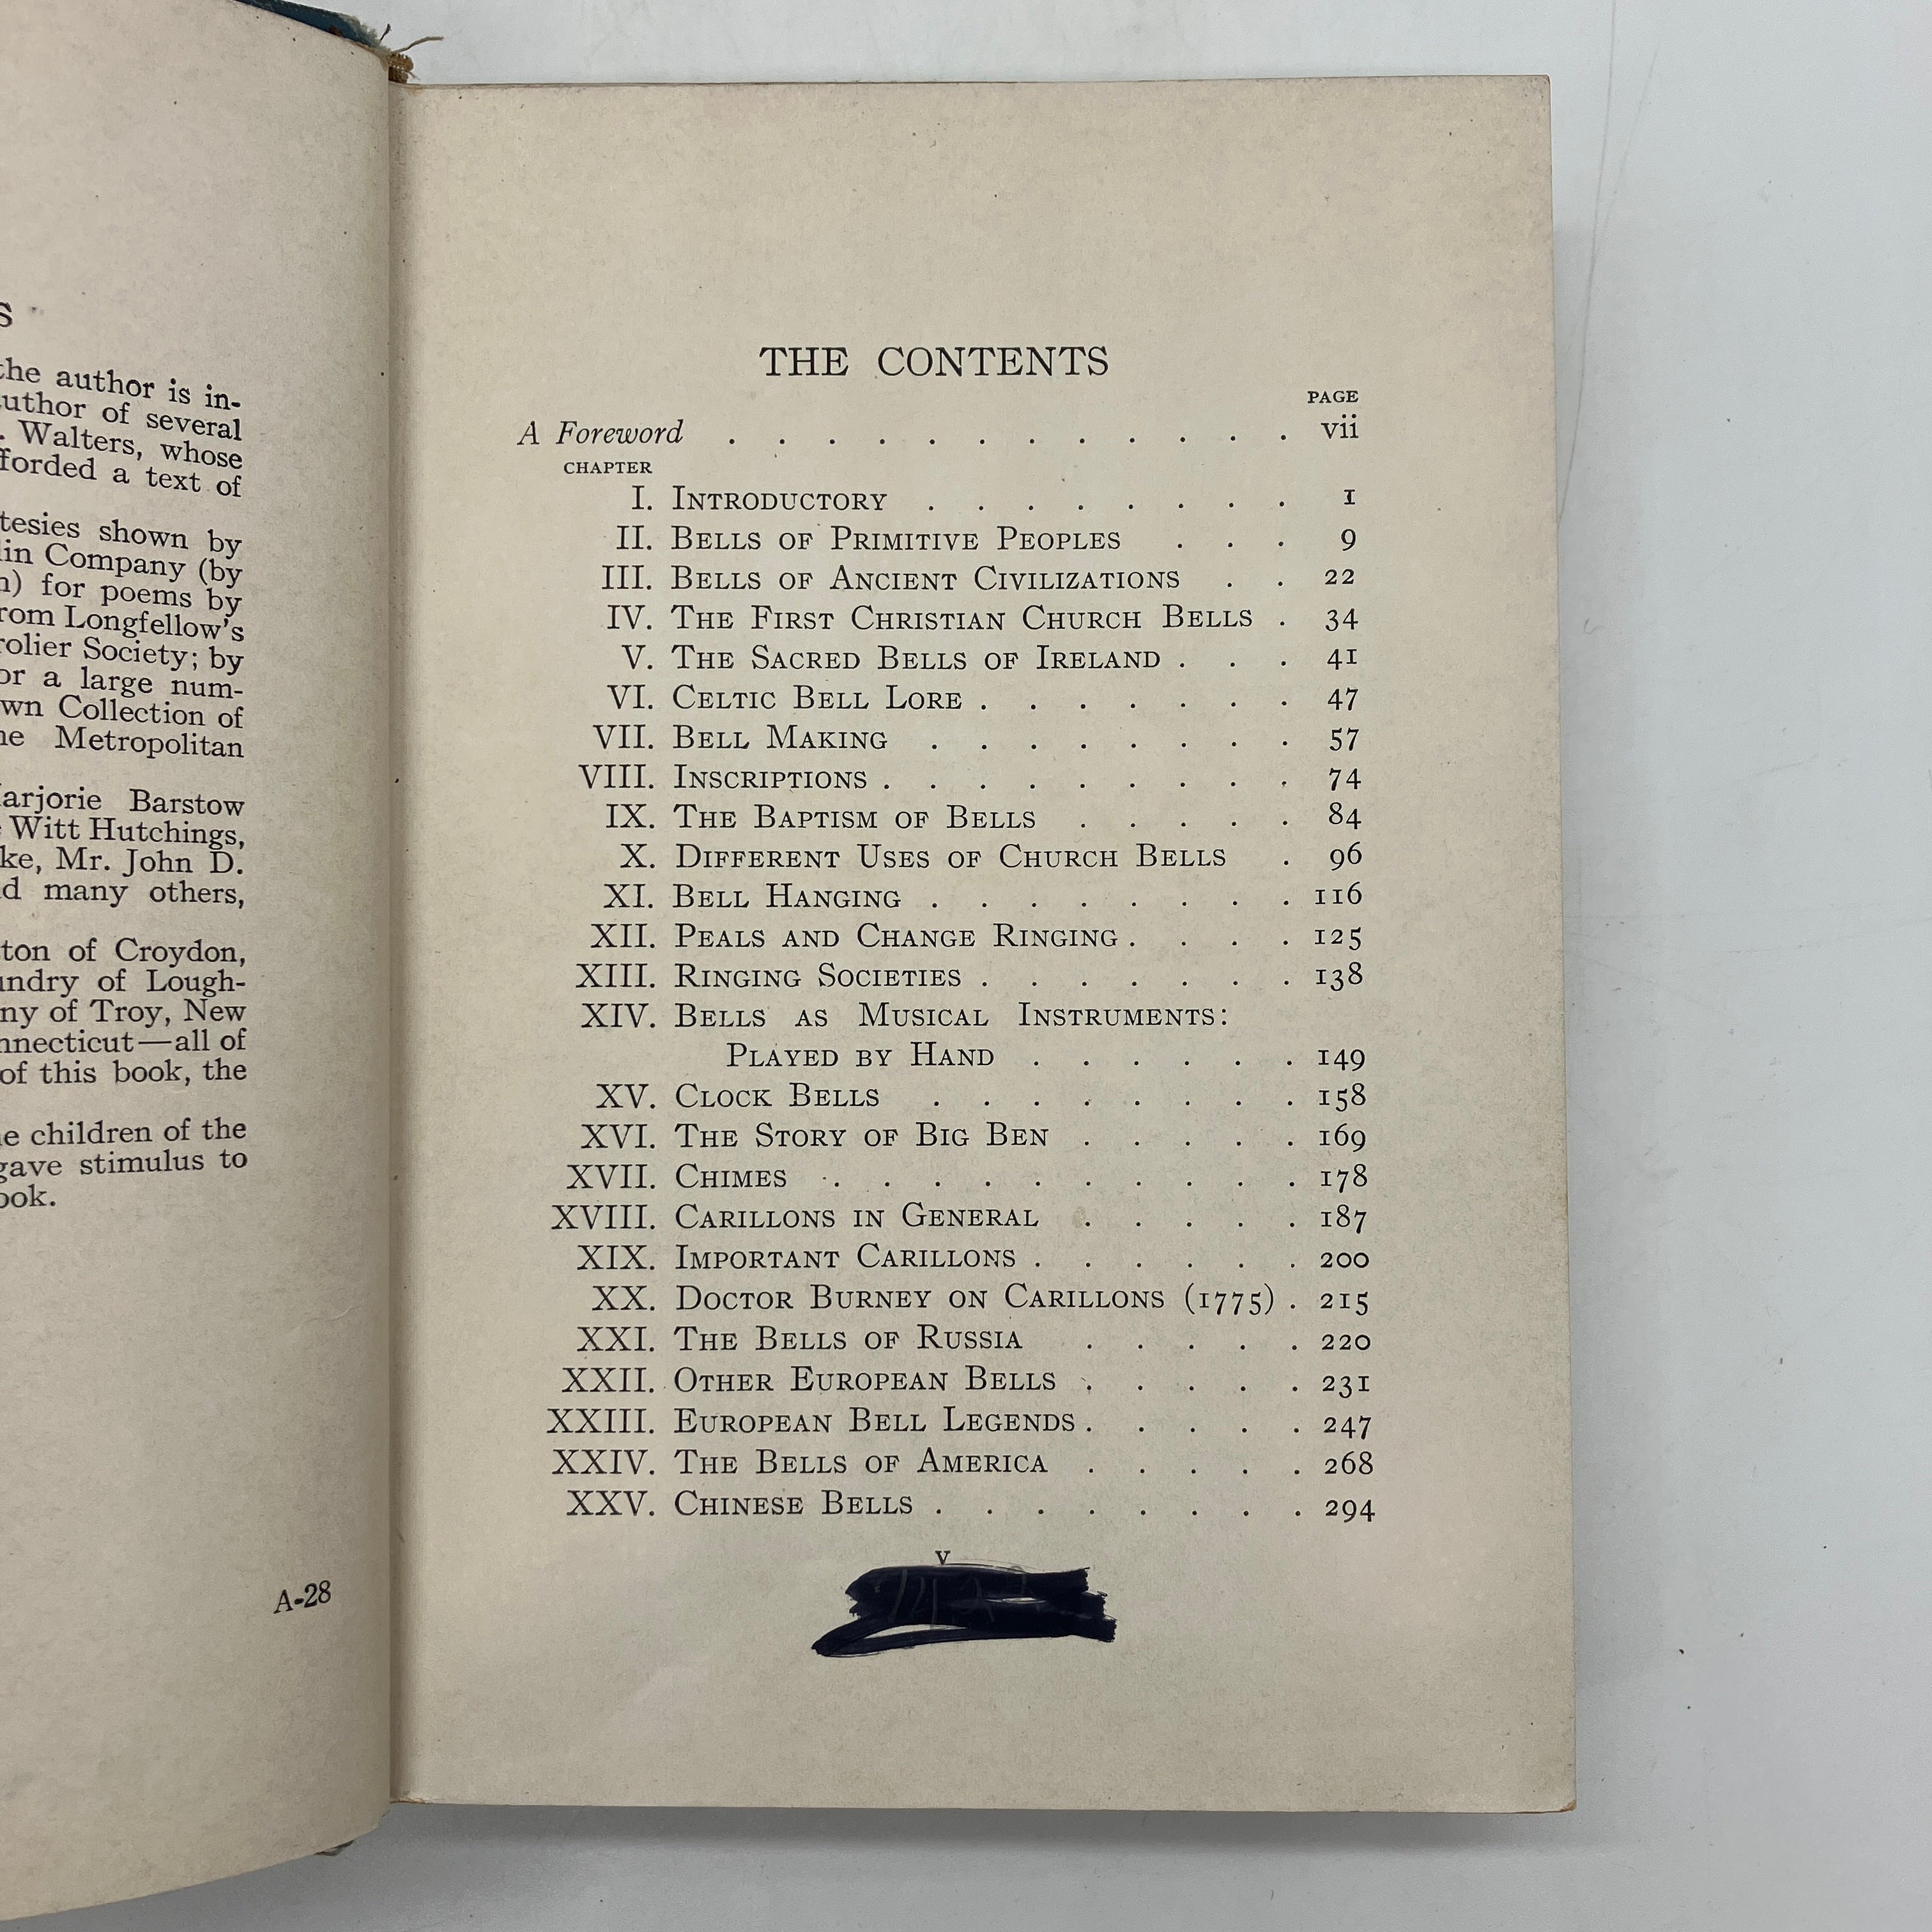 S
the author is in-
author of several
. Walters, whose
fforded a text of
tesies shown by
lin Company (by
n) for poems by
rom Longfellow's
rolier Society; by
or a large num-
wn Collection of
ne Metropolitan
arjorie Barstow
Witt Hutchings,
ke, Mr. John D.
d many others,
ton of Croydon,
undry of Lough-
ny of Troy, New
nnecticut—all of
of this book, the
e children of the
gave stimulus to
ook.
A-28
THE CONTENTS
PAGE
A Foreword . . . . . . . . . . . . vii
CHAPTER
I. INTRODUCTORY . . . . . . . . 1
II. BELLS OF PRIMITIVE PEOPLES . . . 9
III. BELLS OF ANCIENT CIVILIZATIONS . . 22
IV. THE FIRST CHRISTIAN CHURCH BELLS . 34
V. THE SACRED BELLS OF IRELAND . . . 41
VI. CELTIC BELL LORE . . . . . . . 47
VII. BELL MAKING . . . . . . . . 57
VIII. INSCRIPTIONS . . . . . . . . . 74
IX. THE BAPTISM OF BELLS . . . . . 84
X. DIFFERENT USES OF CHURCH BELLS . 96
XI. BELL HANGING . . . . . . . . 116
XII. PEALS AND CHANGE RINGING . . . . 125
XIII. RINGING SOCIETIES . . . . . . . 138
XIV. BELLS AS MUSICAL INSTRUMENTS:
PLAYED BY HAND . . . . . . 149
XV. CLOCK BELLS . . . . . . . . 158
XVI. THE STORY OF BIG BEN . . . . . 169
XVII. CHIMES . . . . . . . . . . 178
XVIII. CARILLONS IN GENERAL . . . . . 187
XIX. IMPORTANT CARILLONS . . . . . . 200
XX. DOCTOR BURNEY ON CARILLONS (1775) . 215
XXI. THE BELLS OF RUSSIA . . . . . 220
XXII. OTHER EUROPEAN BELLS . . . . . 231
XXIII. EUROPEAN BELL LEGENDS . . . . . 247
XXIV. THE BELLS OF AMERICA . . . . . 268
XXV. CHINESE BELLS . . . . . . . . 294
v